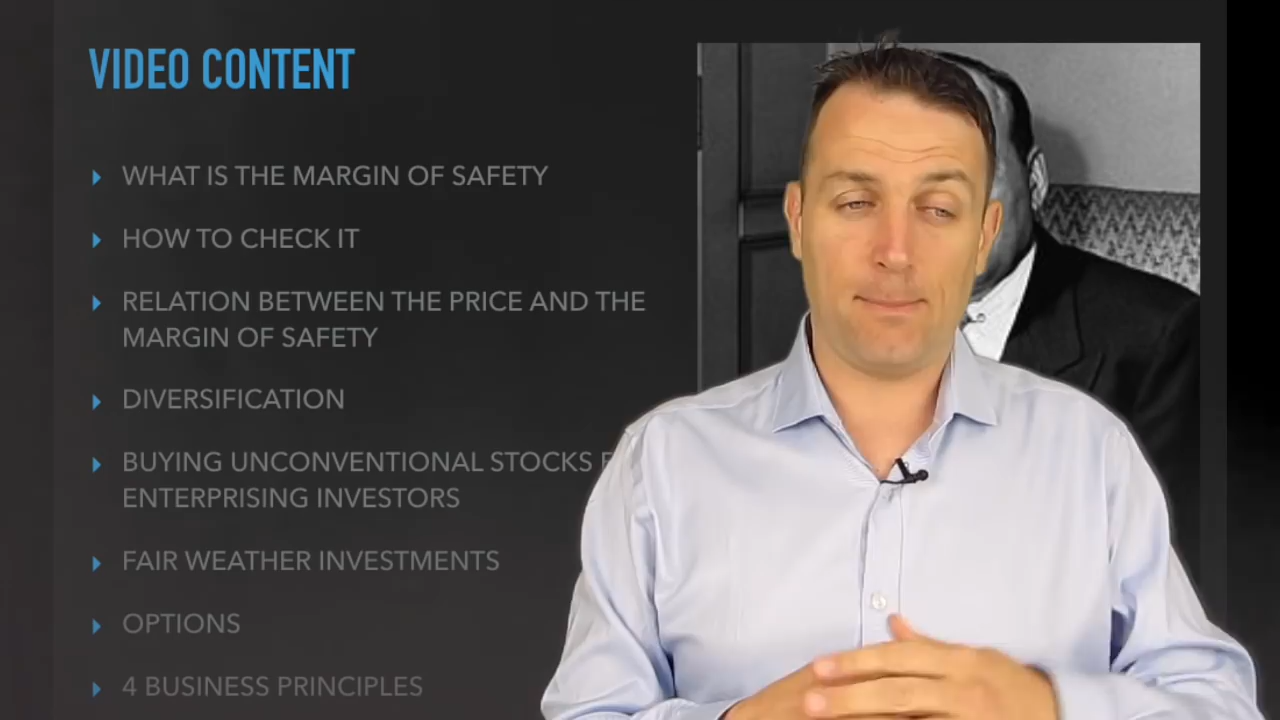 VIDEO CONTENT
WHAT IS THE MARGIN OF SAFETY
HOW TO CHECK IT
RELATION BETWEEN THE PRICE AND THE
MARGIN OF SAFETY
DIVERSIFICATION
BUYING UNCONVENTIONAL STOCKS
ENTERPRISING INVESTORS
FAIR WEATHER INVESTMENTS
OPTIONS
4 BUSINESS PRINCIPLES